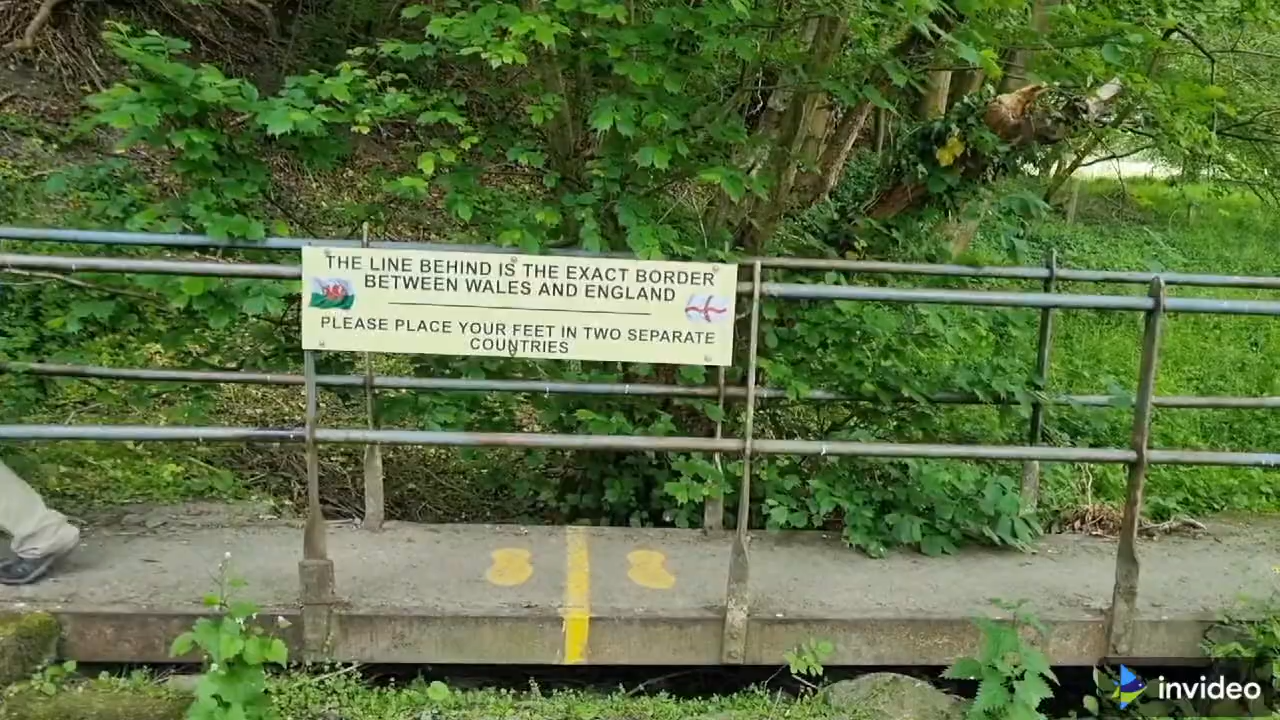 THE LINE BEHIND IS THE EXACT BORDER
BETWEEN WALES AND ENGLAND
PLEASE PLACE YOUR FEET IN TWO SEPARATE
COUNTRIES
invideo